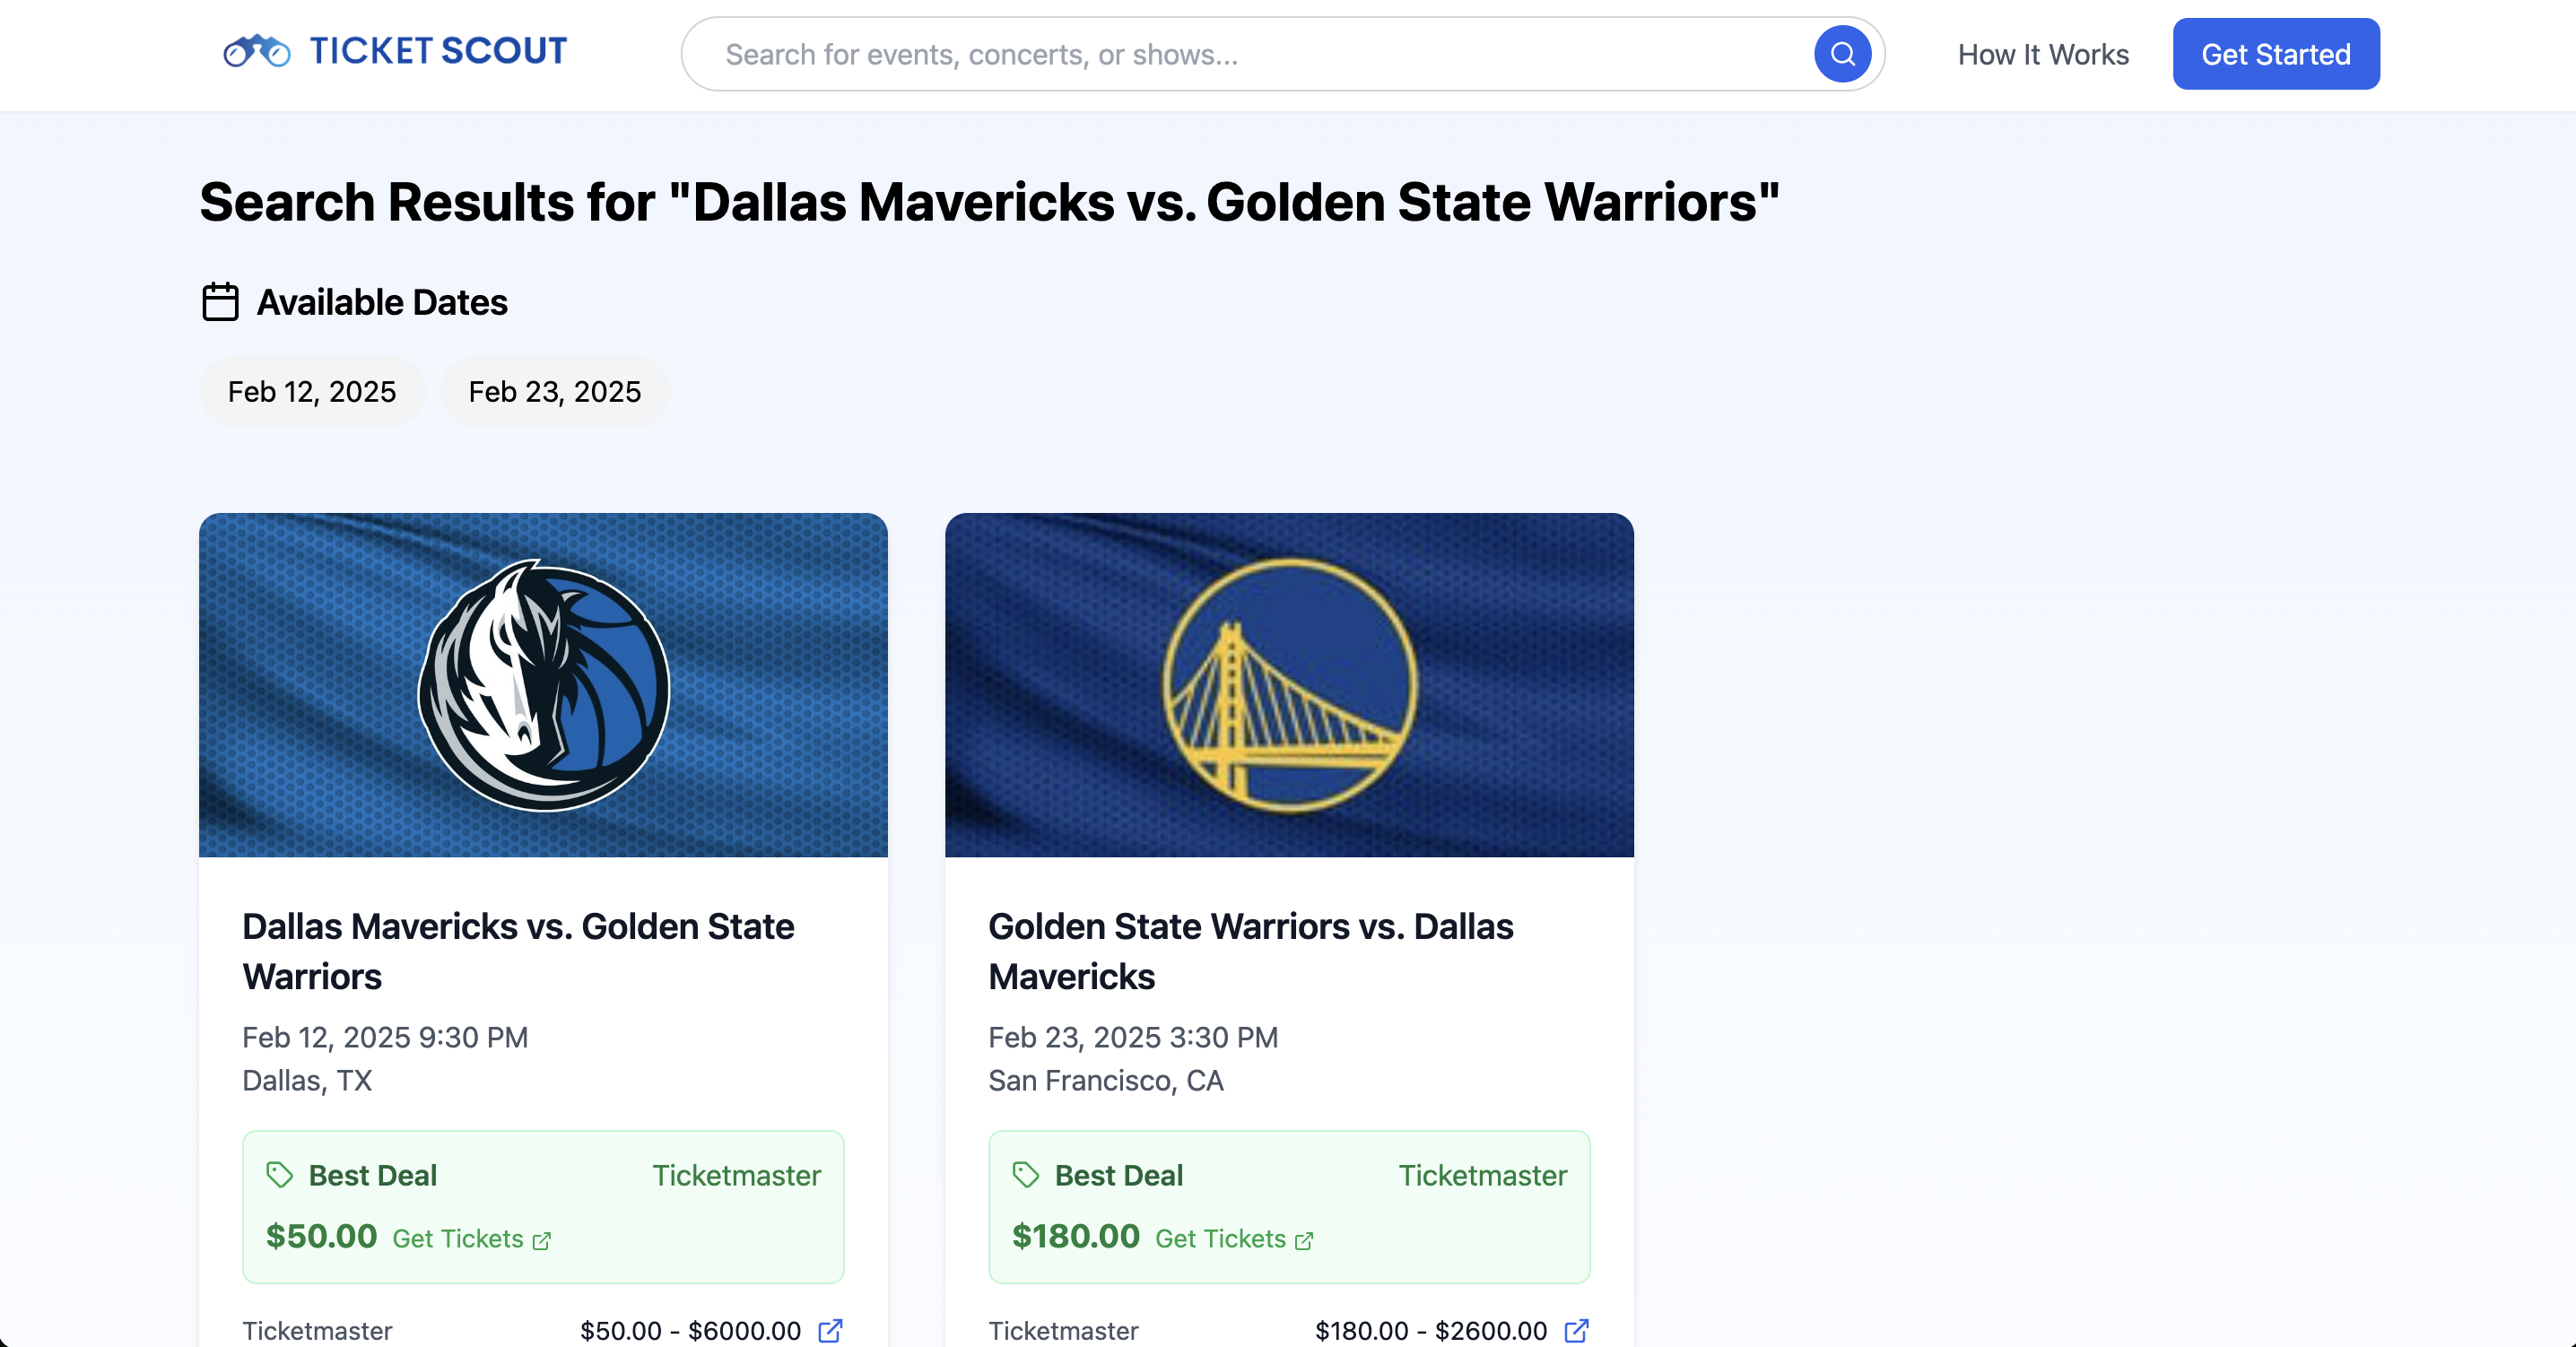 TICKET SCOUT
Search for events, concerts, or shows...
How It Works
Get Started
Search Results for "Dallas Mavericks vs. Golden State Warriors"
Available Dates
Feb 12, 2025
Feb 23, 2025
Dallas Mavericks vs. Golden State
Warriors
Feb 12, 2025 9:30 PM
Dallas, TX
Best Deal
Ticketmaster
$50.00 Get Tickets
Ticketmaster
$50.00 - $6000.00
Golden State Warriors vs. Dallas
Mavericks
Feb 23, 2025 3:30 PM
San Francisco, CA
Best Deal
Ticketmaster
$180.00 Get Tickets
Ticketmaster
$180.00 - $2600.00